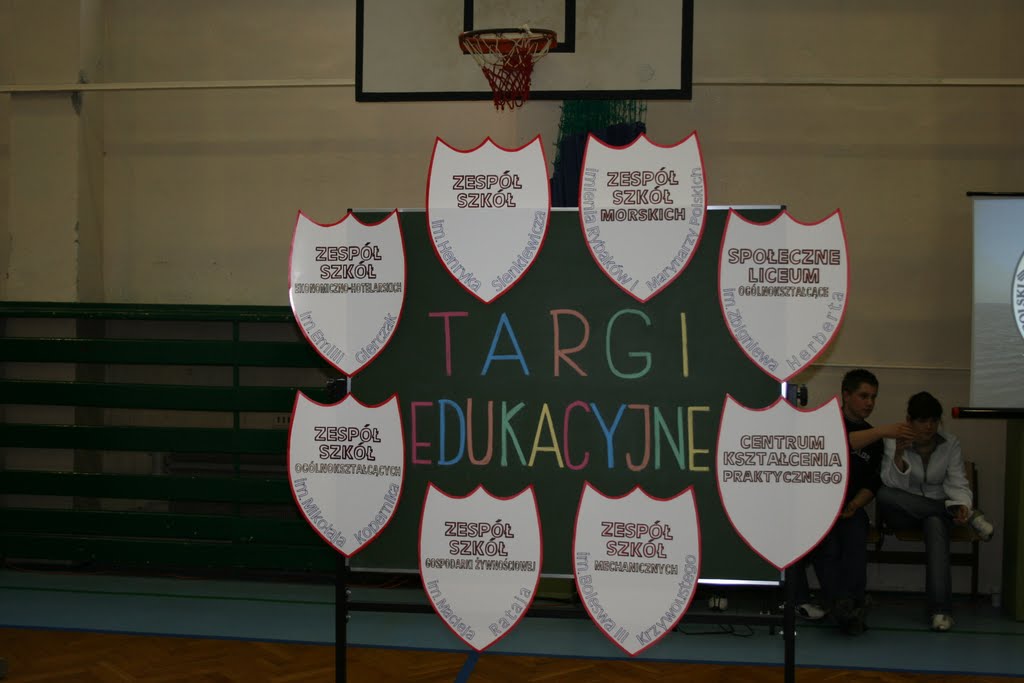 ZESPÓŁ
SZKÓŁ
Im.Henryka Sienkiewicza
ZESPÓŁ
SZKÓŁ
MORSKICH
Imienia Rybaków i Marynarzy Polskich
ZESPÓŁ
SZKÓŁ
EKONOMICZNO-HOTELARSKICH
Im.Emilii Gierczak
SPOŁECZNE
LICEUM
OGÓLNOKSZTAŁCĄCE
Im.Zbigniewa Herberta
TARGI
EDUKACYJNE
ZESPÓŁ
SZKÓŁ
OGÓLNOKSZTAŁCĄCYCH
Im.Mikołaja Kopernika
CENTRUM
KSZTAŁCENIA
PRAKTYCZNEGO
ZESPÓŁ
SZKÓŁ
GOSPODARKI ŻYWNOŚCIOWEJ
Im.Macieja Rataja
ZESPÓŁ
SZKÓŁ
MECHANICZNYCH
Im.Bolesława III Krzywoustego